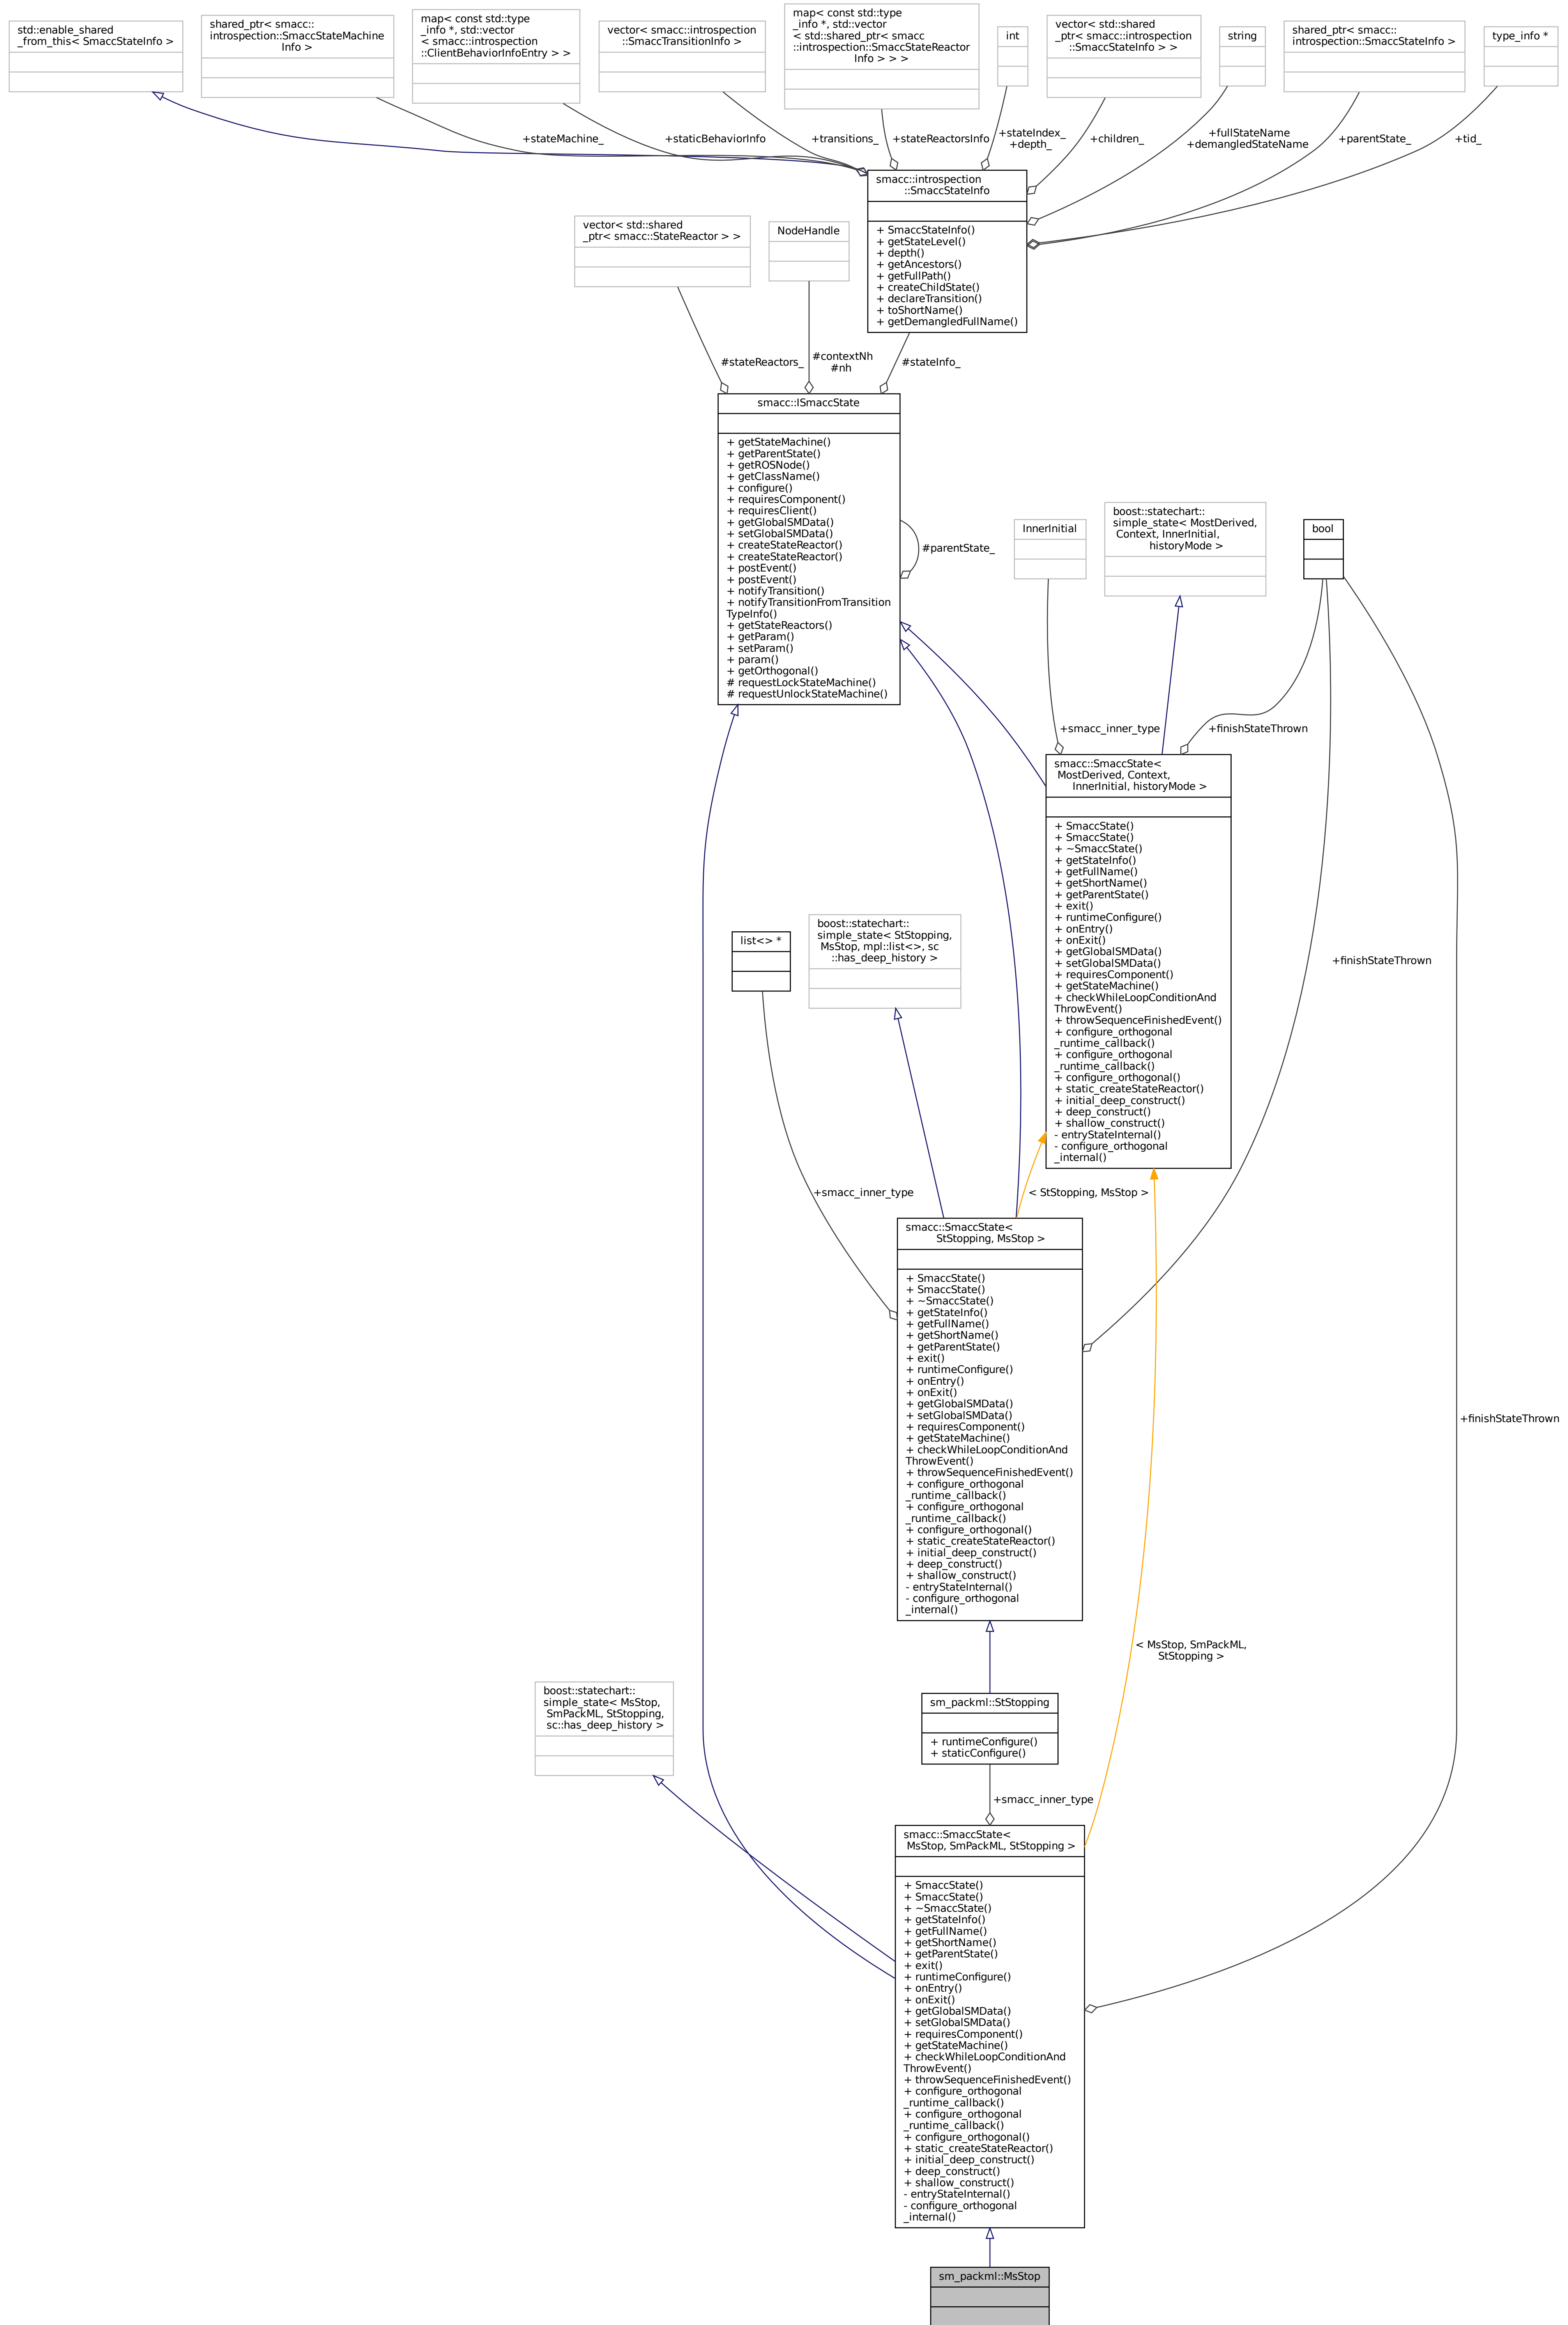 std::enable_shared
_from_this< SmaccStateInfo >
shared_ptr< smacc::
introspection::SmaccStateMachine
Info >
map< const std::type
_info *, std::vector
< smacc::introspection
::ClientBehaviorInfoEntry > >
vector< smacc::introspection
::SmaccTransitionInfo >
map< const std::type
_info *, std::vector
< std::shared_ptr< smacc
::introspection::SmaccStateReactor
Info > > >
int
vector< std::shared
_ptr< smacc::introspection
::SmaccStateInfo > >
string
shared_ptr< smacc::
introspection::SmaccStateInfo >
type_info *
+stateMachine_
+staticBehaviorInfo
+transitions_
+stateReactorsInfo
+stateIndex_
+depth_
+children_
+fullStateName
+demangledStateName
+parentState_
+tid_
smacc::introspection
::SmaccStateInfo
+ SmaccStateInfo()
+ getStateLevel()
+ depth()
+ getAncestors()
+ getFullPath()
+ createChildState()
+ declareTransition()
+ toShortName()
+ getDemangledFullName()
vector< std::shared
_ptr< smacc::StateReactor > >
NodeHandle
#stateReactors_
#contextNh
#nh
#stateInfo_
smacc::ISmaccState
+ getStateMachine()
+ getParentState()
+ getROSNode()
+ getClassName()
+ configure()
+ requiresComponent()
+ requiresClient()
+ getGlobalSMData()
+ setGlobalSMData()
+ createStateReactor()
+ createStateReactor()
+ postEvent()
+ postEvent()
+ notifyTransition()
+ notifyTransitionFromTransition
TypeInfo()
+ getStateReactors()
+ getParam()
+ setParam()
+ param()
+ getOrthogonal()
# requestLockStateMachine()
# requestUnlockStateMachine()
#parentState_
InnerInitial
boost::statechart::
simple_state< MostDerived,
Context, InnerInitial,
historyMode >
bool
+smacc_inner_type
+finishStateThrown
smacc::SmaccState<
MostDerived, Context,
InnerInitial, historyMode >
+ SmaccState()
+ SmaccState()
+ ~SmaccState()
+ getStateInfo()
+ getFullName()
+ getShortName()
+ getParentState()
+ exit()
+ runtimeConfigure()
+ onEntry()
+ onExit()
+ getGlobalSMData()
+ setGlobalSMData()
+ requiresComponent()
+ getStateMachine()
+ checkWhileLoopConditionAnd
ThrowEvent()
+ throwSequenceFinishedEvent()
+ configure_orthogonal
_runtime_callback()
+ configure_orthogonal
_runtime_callback()
+ configure_orthogonal()
+ static_createStateReactor()
+ initial_deep_construct()
+ deep_construct()
+ shallow_construct()
- entryStateInternal()
- configure_orthogonal
_internal()
list<> *
boost::statechart::
simple_state< StStopping,
MsStop, mpl::list<>, sc
::has_deep_history >
+finishStateThrown
+smacc_inner_type
< StStopping, MsStop >
smacc::SmaccState<
StStopping, MsStop >
+ SmaccState()
+ SmaccState()
+ ~SmaccState()
+ getStateInfo()
+ getFullName()
+ getShortName()
+ getParentState()
+ exit()
+ runtimeConfigure()
+ onEntry()
+ onExit()
+ getGlobalSMData()
+ setGlobalSMData()
+ requiresComponent()
+ getStateMachine()
+ checkWhileLoopConditionAnd
ThrowEvent()
+ throwSequenceFinishedEvent()
+ configure_orthogonal
_runtime_callback()
+ configure_orthogonal
_runtime_callback()
+ configure_orthogonal()
+ static_createStateReactor()
+ initial_deep_construct()
+ deep_construct()
+ shallow_construct()
- entryStateInternal()
- configure_orthogonal
_internal()
+finishStateThrown
< MsStop, SmPackML,
StStopping >
boost::statechart::
simple_state< MsStop,
SmPackML, StStopping,
sc::has_deep_history >
sm_packml::StStopping
+ runtimeConfigure()
+ staticConfigure()
+smacc_inner_type
smacc::SmaccState<
MsStop, SmPackML, StStopping >
+ SmaccState()
+ SmaccState()
+ ~SmaccState()
+ getStateInfo()
+ getFullName()
+ getShortName()
+ getParentState()
+ exit()
+ runtimeConfigure()
+ onEntry()
+ onExit()
+ getGlobalSMData()
+ setGlobalSMData()
+ requiresComponent()
+ getStateMachine()
+ checkWhileLoopConditionAnd
ThrowEvent()
+ throwSequenceFinishedEvent()
+ configure_orthogonal
_runtime_callback()
+ configure_orthogonal
_runtime_callback()
+ configure_orthogonal()
+ static_createStateReactor()
+ initial_deep_construct()
+ deep_construct()
+ shallow_construct()
- entryStateInternal()
- configure_orthogonal
_internal()
sm_packml::MsStop